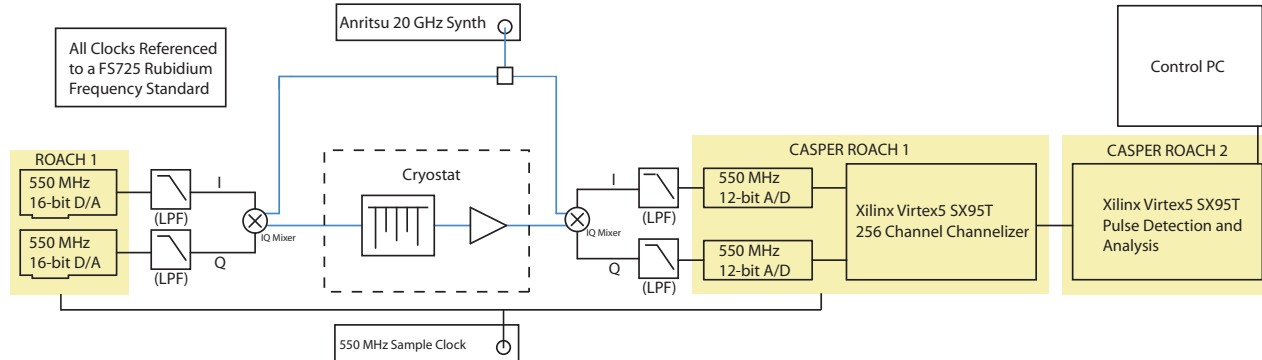 All Clocks Referenced
to a FS725 Rubidium
Frequency Standard
Anritsu 20 GHz Synth
Control PC
ROACH 1
550 MHz
16-bit D/A
550 MHz
16-bit D/A
(LPF)
(LPF)
I
Q
IQ Mixer
Cryostat
I
Q
IQ Mixer
(LPF)
(LPF)
CASPER ROACH 1
550 MHz
12-bit A/D
550 MHz
12-bit A/D
Xilinx Virtex5 SX95T
256 Channel Channelizer
CASPER ROACH 2
Xilinx Virtex5 SX95T
Pulse Detection and
Analysis
550 MHz Sample Clock